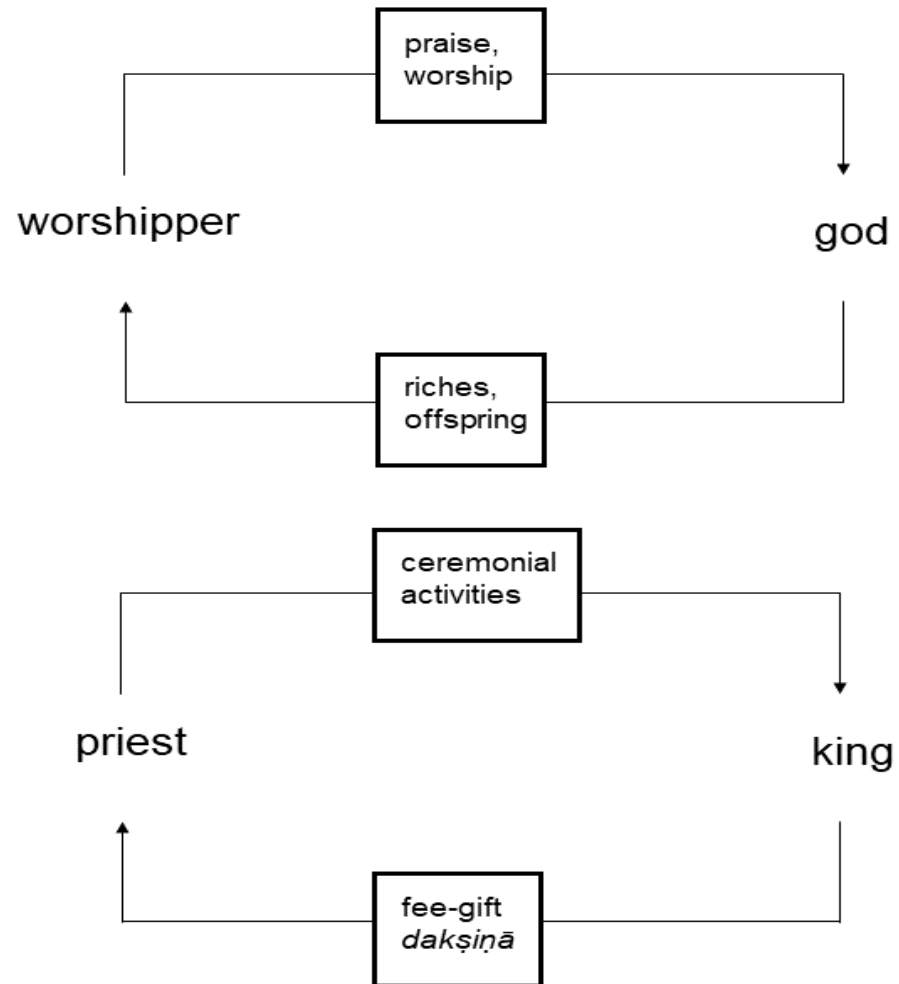 praise,
worship
worshipper
god
riches,
offspring
ceremonial
activities
priest
king
fee-gift
dakṣiṇā